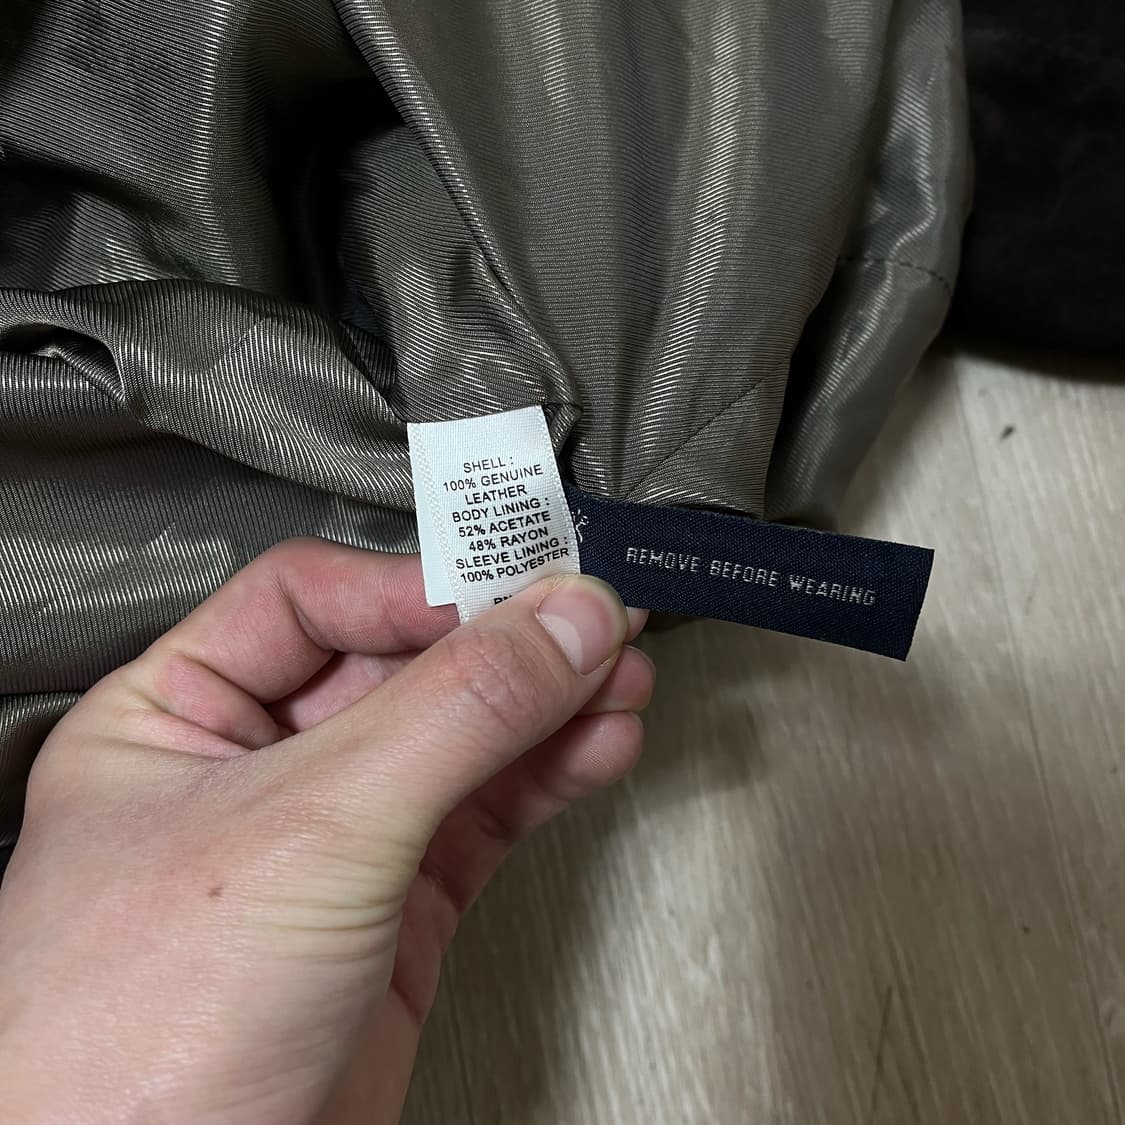 SHELL :
100% GENUINE
LEATHER
BODY LINING :
52% ACETATE
48% RAYON
SLEEVE LINING :
100% POLYESTER
REMOVE BEFORE WEARING